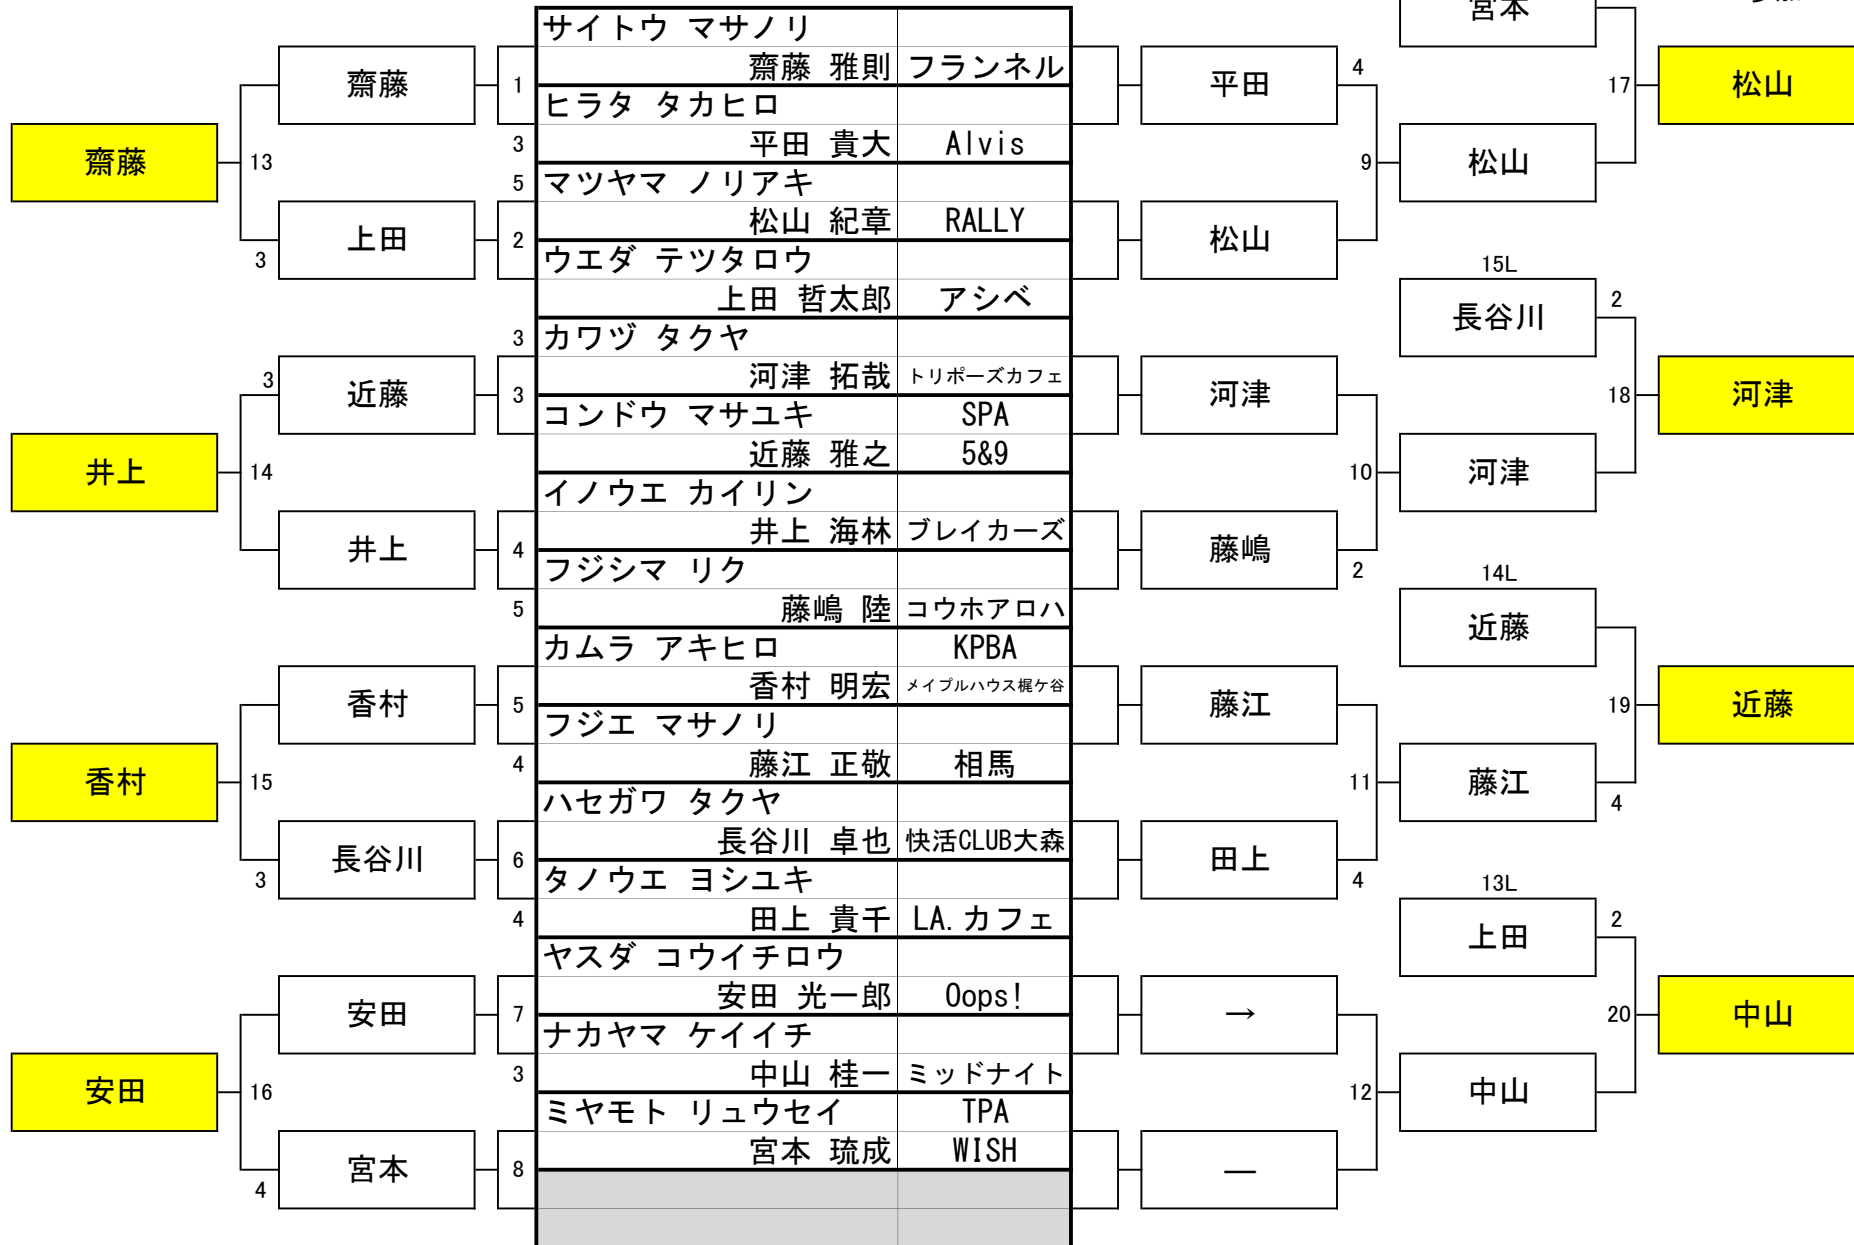 宮本
サイトウ マサノリ
齋藤 雅則 フランネル
齋藤 1 平田 4 17 松山
ヒラタ タカヒロ
3 平田 貴大 Alvis
齋藤 13 9 松山
5 マツヤマ ノリアキ
松山 紀章 RALLY
上田 2 松山
3 ウエダ テツタロウ 15L
上田 哲太郎 アシベ
長谷川 2
3 カワヅ タクヤ
河津 拓哉 トリポーズカフェ
3 近藤 3 河津 18 河津
コンドウ マサユキ SPA
近藤 雅之 5&9
井上 14 10 河津
イノウエ カイリン
井上 海林 ブレイカーズ
井上 4 藤嶋 2
フジシマ リク 14L
5 藤嶋 陸 コウホアロハ
近藤
カムラ アキヒロ KPBA
香村 明宏 メイプルハウス梶ケ谷
香村 5 藤江 19 近藤
フジエ マサノリ
4 藤江 正敬 相馬
香村 15 11 藤江 4
ハセガワ タクヤ
長谷川 卓也 快活CLUB大森
3 長谷川 6 田上 4
タノウエ ヨシユキ 13L
4 田上 貴千 LA.カフェ
上田 2
ヤスダ コウイチロウ
安田 光一郎 Oops!
安田 7 → 20 中山
ナカヤマ ケイイチ
3 中山 桂一 ミッドナイト
安田 16 12 中山
ミヤモト リュウセイ TPA
宮本 琉成 WISH
4 宮本 8 ―